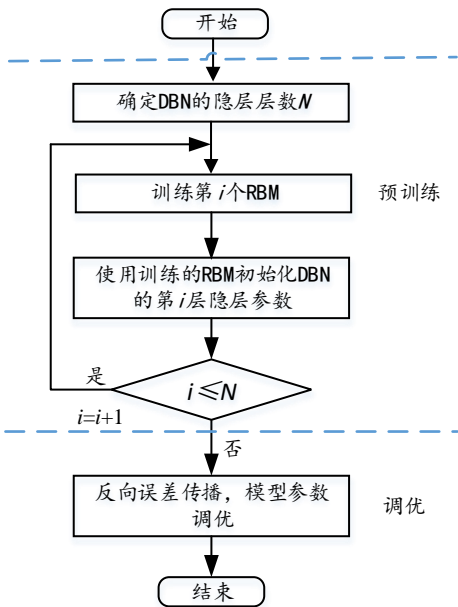 开始
确定DBN的隐层层数N
训练第i个RBM
预训练
使用训练的RBM初始化DBN
的第i层隐层参数
是
i≤N
i=i+1
否
反向误差传播，模型参数
调优
调优
结束